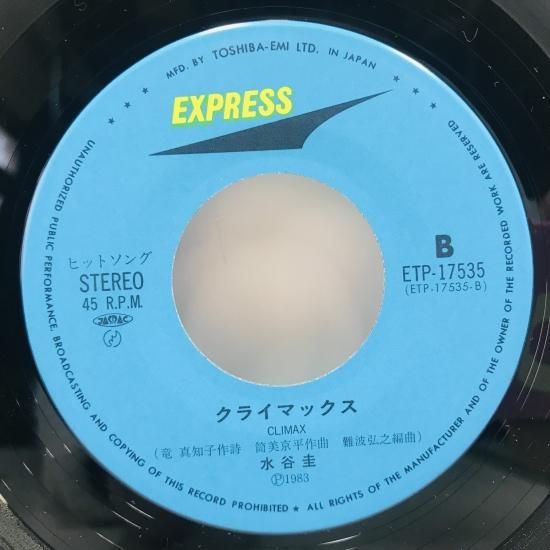 MFD. BY TOSHIBA-EMI LTD. IN JAPAN
EXPRESS
B
ヒットソング
STEREO
45 R.P.M.
JASRAC
ETP-17535
(ETP-17535-B)
クライマックス
CLIMAX
(竜 真知子作詩 筒美京平作曲 難波弘之編曲)
水谷圭
Ⓟ1983
UNAUTHORIZED PUBLIC PERFORMANCE, BROADCASTING AND COPYING OF THIS RECORD PROHIBITED ★ ALL RIGHTS OF THE MANUFACTURER AND OF THE OWNER OF THE RECORDED WORK ARE RESERVED